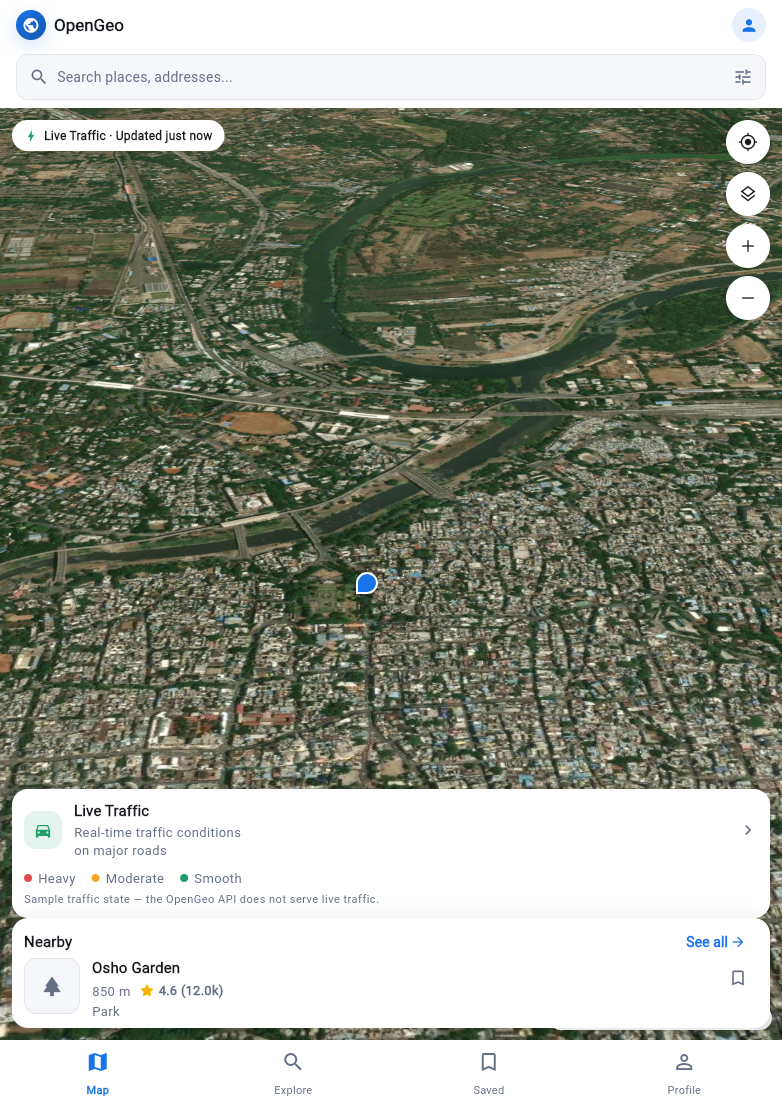 OpenGeo
Search places, addresses...
Live Traffic · Updated just now
Live Traffic
Real-time traffic conditions
on major roads
Heavy
Moderate
Smooth
Sample traffic state — the OpenGeo API does not serve live traffic.
Nearby
See all
Osho Garden
850 m
4.6 (12.0k)
Park
Map
Explore
Saved
Profile